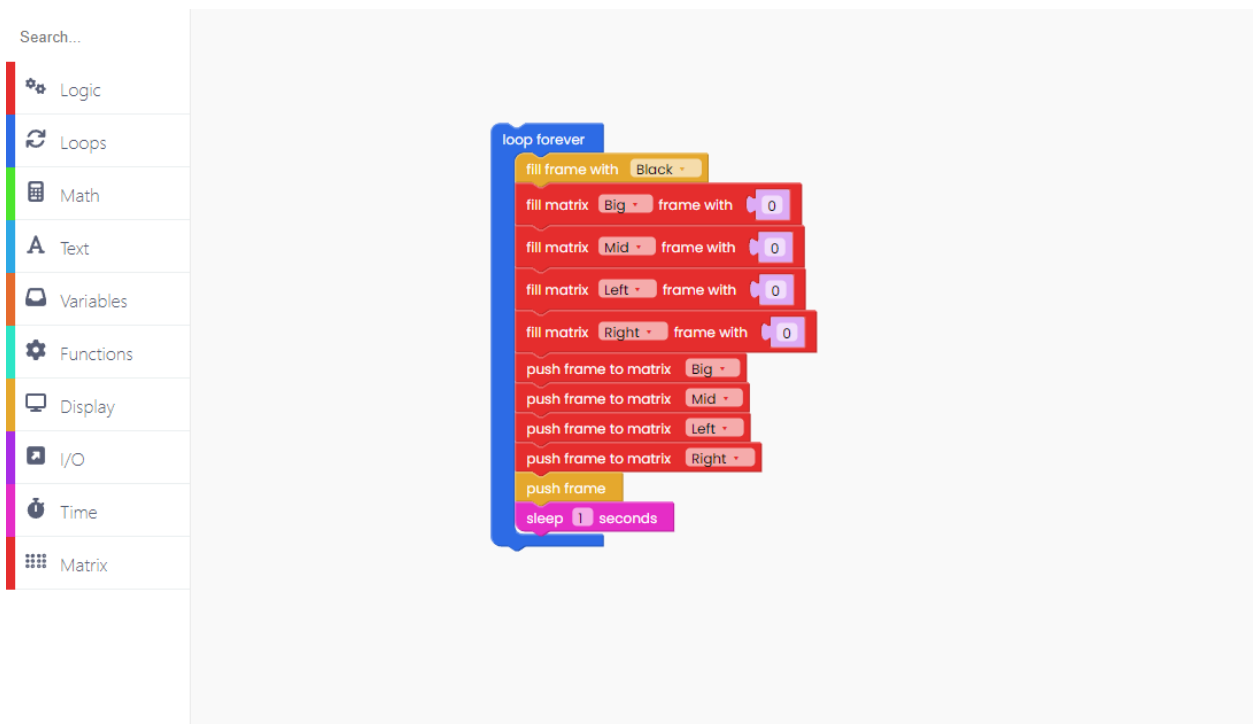 Search...
Logic
Loops
Math
Text
Variables
Functions
Display
I/O
Time
Matrix
loop forever
fill frame with Black
fill matrix Big frame with 0
fill matrix Mid frame with 0
fill matrix Left frame with 0
fill matrix Right frame with 0
push frame to matrix Big
push frame to matrix Mid
push frame to matrix Left
push frame to matrix Right
push frame
sleep 1 seconds